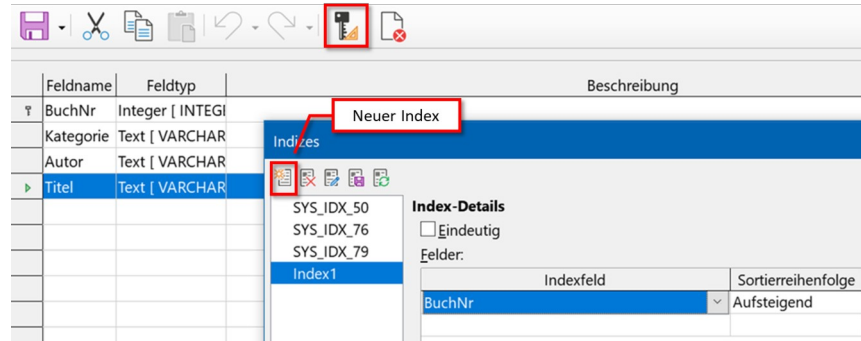 Feldname Feldtyp Beschreibung
BuchNr Integer [ INTEGI
Neuer Index
Kategorie Text [ VARCHAR
Indizes
Autor Text [ VARCHAR
Titel Text [ VARCHAR
SYS_IDX_50
SYS_IDX_76
SYS_IDX_79
Index1
Index-Details
Eindeutig
Felder:
Indexfeld Sortierreihenfolge
BuchNr Aufsteigend